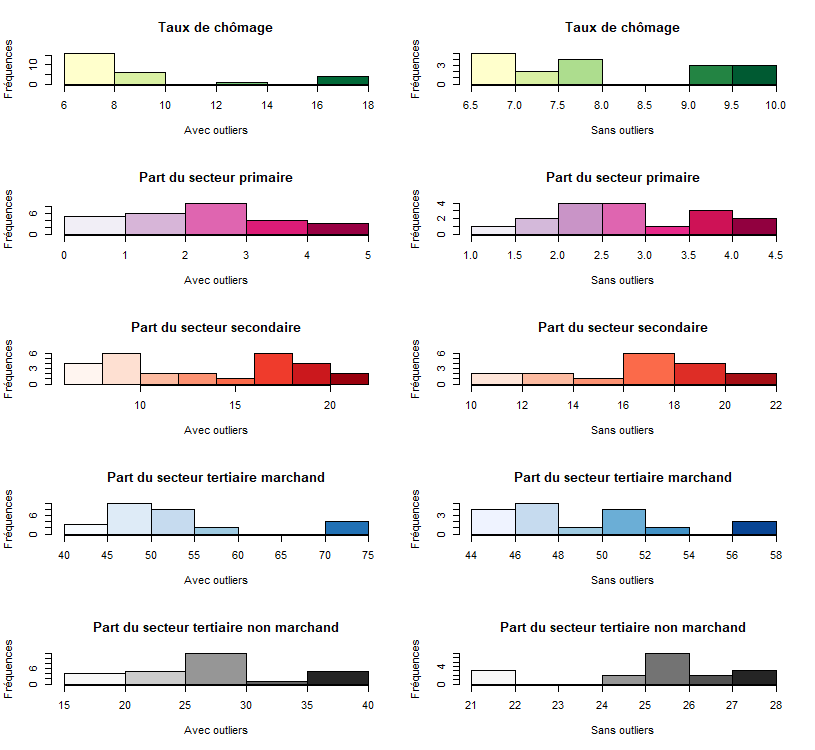 Taux de chômage
Fréquences
0 10
6 8 10 12 14 16 18
Avec outliers
Taux de chômage
Fréquences
0 3
6.5 7.0 7.5 8.0 8.5 9.0 9.5 10.0
Sans outliers
Part du secteur primaire
Fréquences
0 6
0 1 2 3 4 5
Avec outliers
Part du secteur primaire
Fréquences
0 2 4
1.0 1.5 2.0 2.5 3.0 3.5 4.0 4.5
Sans outliers
Part du secteur secondaire
Fréquences
0 3 6
10 15 20
Avec outliers
Part du secteur secondaire
Fréquences
0 3 6
10 12 14 16 18 20 22
Sans outliers
Part du secteur tertiaire marchand
Fréquences
0 6
40 45 50 55 60 65 70 75
Avec outliers
Part du secteur tertiaire marchand
Fréquences
0 3
44 46 48 50 52 54 56 58
Sans outliers
Part du secteur tertiaire non marchand
Fréquences
0 6
15 20 25 30 35 40
Avec outliers
Part du secteur tertiaire non marchand
Fréquences
0 4
21 22 23 24 25 26 27 28
Sans outliers